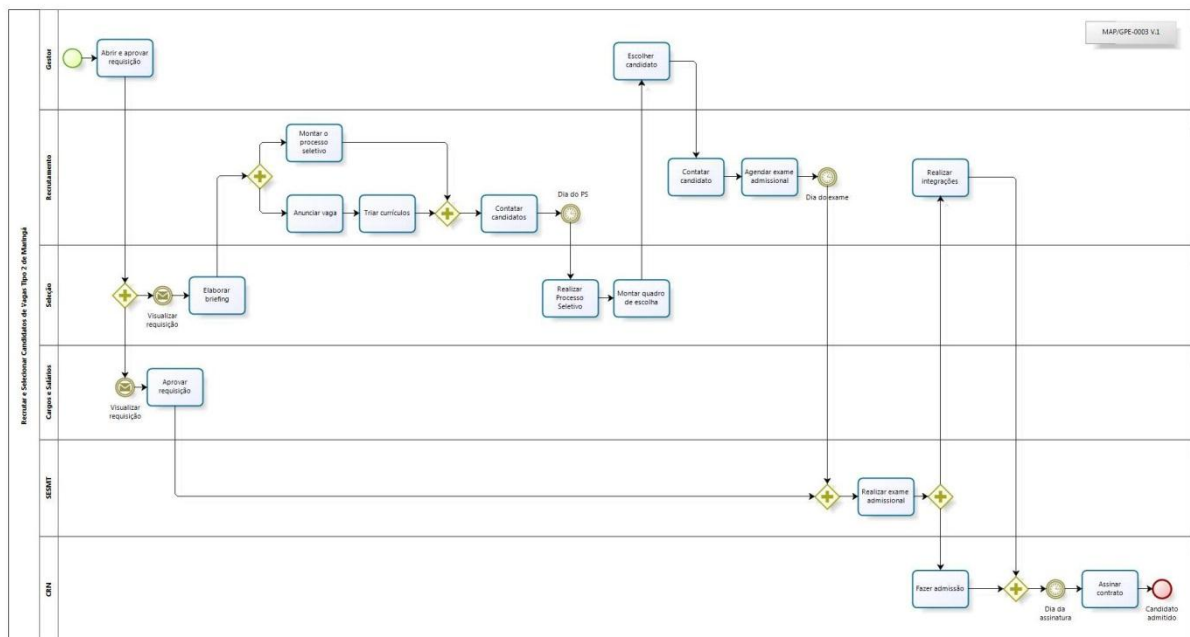 MAP/GPE-0003 V.1
Recrutar e Selecionar Candidatos de Vagas Tipo 2 de Maringá
Gestor
Abrir e aprovar
requisição
Escolher
candidato
Recrutamento
Montar o
processo
seletivo
Anunciar vaga
Triar currículos
Contatar
candidatos
Dia do PS
Contatar
candidato
Agendar exame
admissional
Dia do exame
Realizar
integrações
Seleção
Visualizar
requisição
Elaborar
briefing
Realizar
Processo
Seletivo
Montar quadro
de escolha
Cargos e Salários
Visualizar
requisição
Aprovar
requisição
SESMT
Realizar exame
admissional
CRN
Fazer admissão
Dia da
assinatura
Assinar
contrato
Candidato
admitido